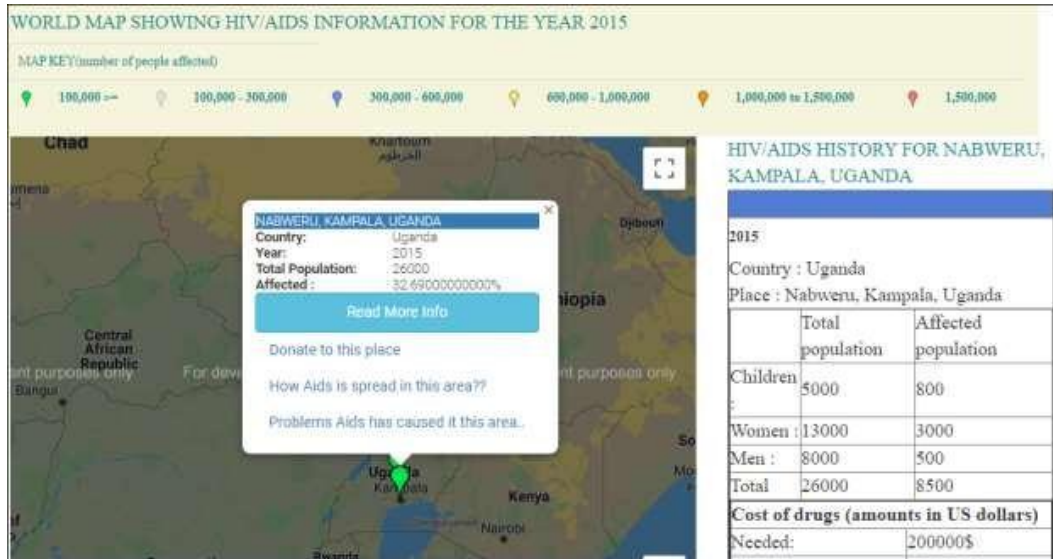 WORLD MAP SHOWING HIV/AIDS INFORMATION FOR THE YEAR 2015
MAP KEY(number of people affected)
100,000 >=
100,000 - 300,000
300,000 - 600,000
600,000 - 1,000,000
1,000,000 to 1,500,000
1,500,000
Chad
Khartoum
الخرطوم
Djibouti
NABWERU, KAMPALA, UGANDA
Country: Uganda
Year: 2015
Total Population: 26000
Affected : 32.69000000000%
Read More Info
Donate to this place
How Aids is spread in this area??
Problems Aids has caused it this area..
hiopia
Central
African
Republic
ent purposes only
For deve
ent purposes only
Bangui
Uganda
Kampala
Kenya
Nairobi
Rwanda
So
Mo
HIV/AIDS HISTORY FOR NABWERU,
KAMPALA, UGANDA
2015
Country : Uganda
Place : Nabweru, Kampala, Uganda
Total population Affected population
Children : 5000 800
Women : 13000 3000
Men : 8000 500
Total 26000 8500
Cost of drugs (amounts in US dollars)
Needed: 200000$